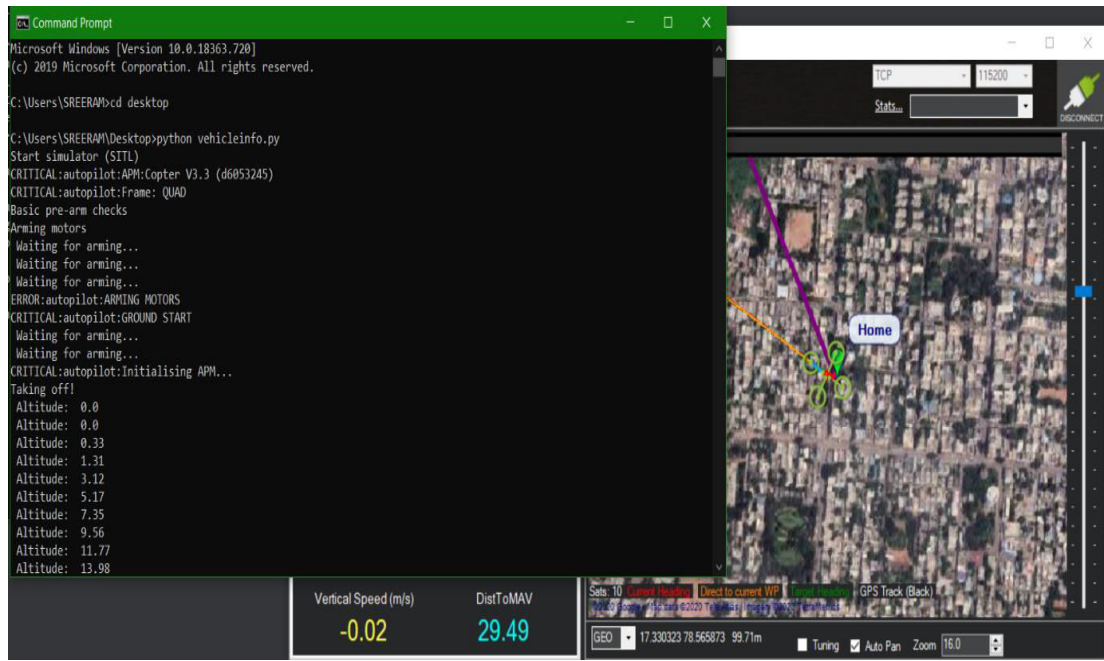 Command Prompt
Microsoft Windows [Version 10.0.18363.720]
(c) 2019 Microsoft Corporation. All rights reserved.
C:\Users\SREERAM>cd desktop
C:\Users\SREERAM\Desktop>python vehicleinfo.py
Start simulator (SITL)
CRITICAL:autopilot:APM:Copter V3.3 (d6053245)
CRITICAL:autopilot:Frame: QUAD
Basic pre-arm checks
Arming motors
Waiting for arming...
Waiting for arming...
Waiting for arming...
ERROR:autopilot:ARMING MOTORS
CRITICAL:autopilot:GROUND START
Waiting for arming...
Waiting for arming...
CRITICAL:autopilot:Initialising APM...
Taking off!
Altitude: 0.0
Altitude: 0.0
Altitude: 0.33
Altitude: 1.31
Altitude: 3.12
Altitude: 5.17
Altitude: 7.35
Altitude: 9.56
Altitude: 11.77
Altitude: 13.98
TCP 115200
Stats...
DISCONNECT
Home
Vertical Speed (m/s) DistToMAV
-0.02 29.49
Sats: 10 Current Heading Direct to current WP Target Heading GPS Track (Black)
GEO 17.330323 78.565873 99.71m Tuning Auto Pan Zoom 16.0